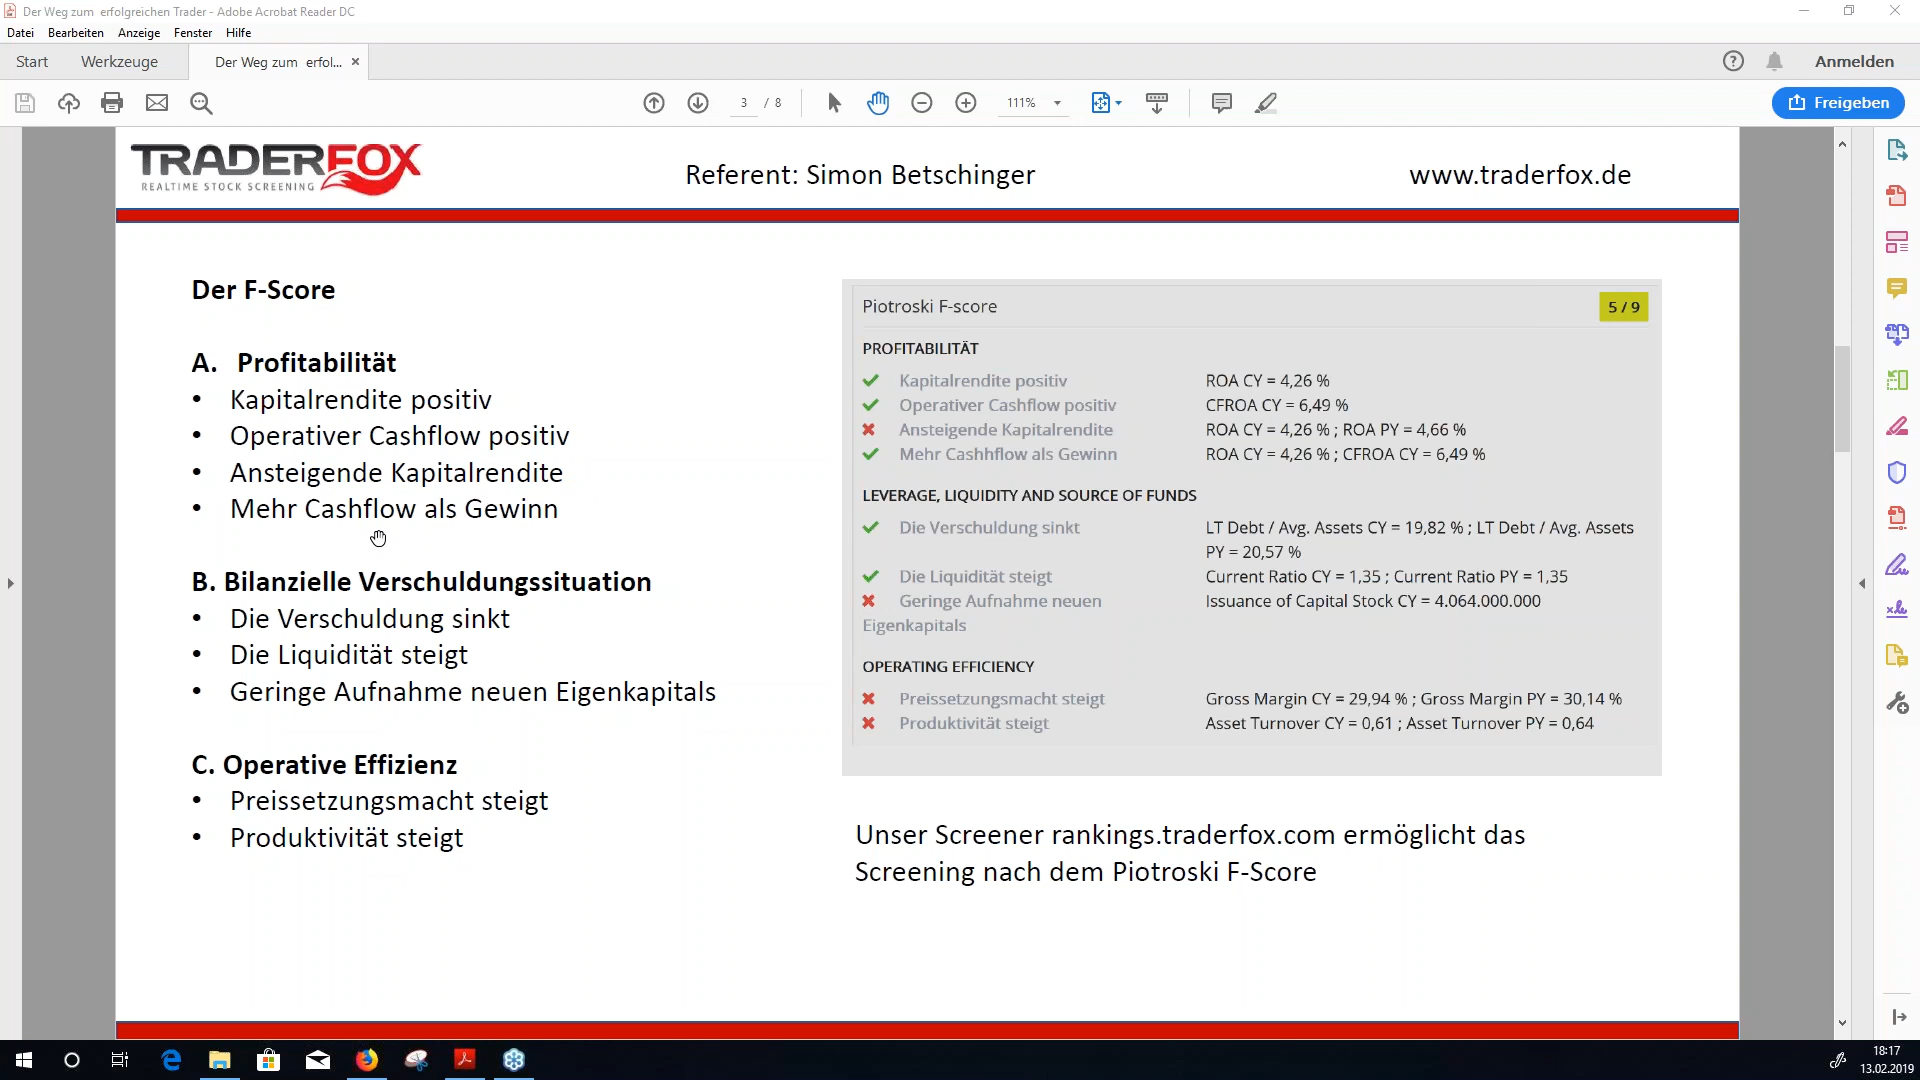 Der Weg zum  erfolgreichen Trader - Adobe Acrobat Reader DC
Datei Bearbeiten Anzeige Fenster Hilfe
Start Werkzeuge Der Weg zum  erfol... × Anmelden
3 / 8 111% Freigeben
TRADERFOX
REALTIME STOCK SCREENING
Referent: Simon Betschinger
www.traderfox.de
Der F-Score
A. Profitabilität
• Kapitalrendite positiv
• Operativer Cashflow positiv
• Ansteigende Kapitalrendite
• Mehr Cashflow als Gewinn
B. Bilanzielle Verschuldungssituation
• Die Verschuldung sinkt
• Die Liquidität steigt
• Geringe Aufnahme neuen Eigenkapitals
C. Operative Effizienz
• Preissetzungsmacht steigt
• Produktivität steigt
Piotroski F-score 5 / 9
PROFITABILITÄT
Kapitalrendite positiv ROA CY = 4,26 %
Operativer Cashflow positiv CFROA CY = 6,49 %
Ansteigende Kapitalrendite ROA CY = 4,26 % ; ROA PY = 4,66 %
Mehr Cashhflow als Gewinn ROA CY = 4,26 % ; CFROA CY = 6,49 %
LEVERAGE, LIQUIDITY AND SOURCE OF FUNDS
Die Verschuldung sinkt LT Debt / Avg. Assets CY = 19,82 % ; LT Debt / Avg. Assets
PY = 20,57 %
Die Liquidität steigt Current Ratio CY = 1,35 ; Current Ratio PY = 1,35
Geringe Aufnahme neuen Issuance of Capital Stock CY = 4.064.000.000
Eigenkapitals
OPERATING EFFICIENCY
Preissetzungsmacht steigt Gross Margin CY = 29,94 % ; Gross Margin PY = 30,14 %
Produktivität steigt Asset Turnover CY = 0,61 ; Asset Turnover PY = 0,64
Unser Screener rankings.traderfox.com ermöglicht das
Screening nach dem Piotroski F-Score
18:17
13.02.2019